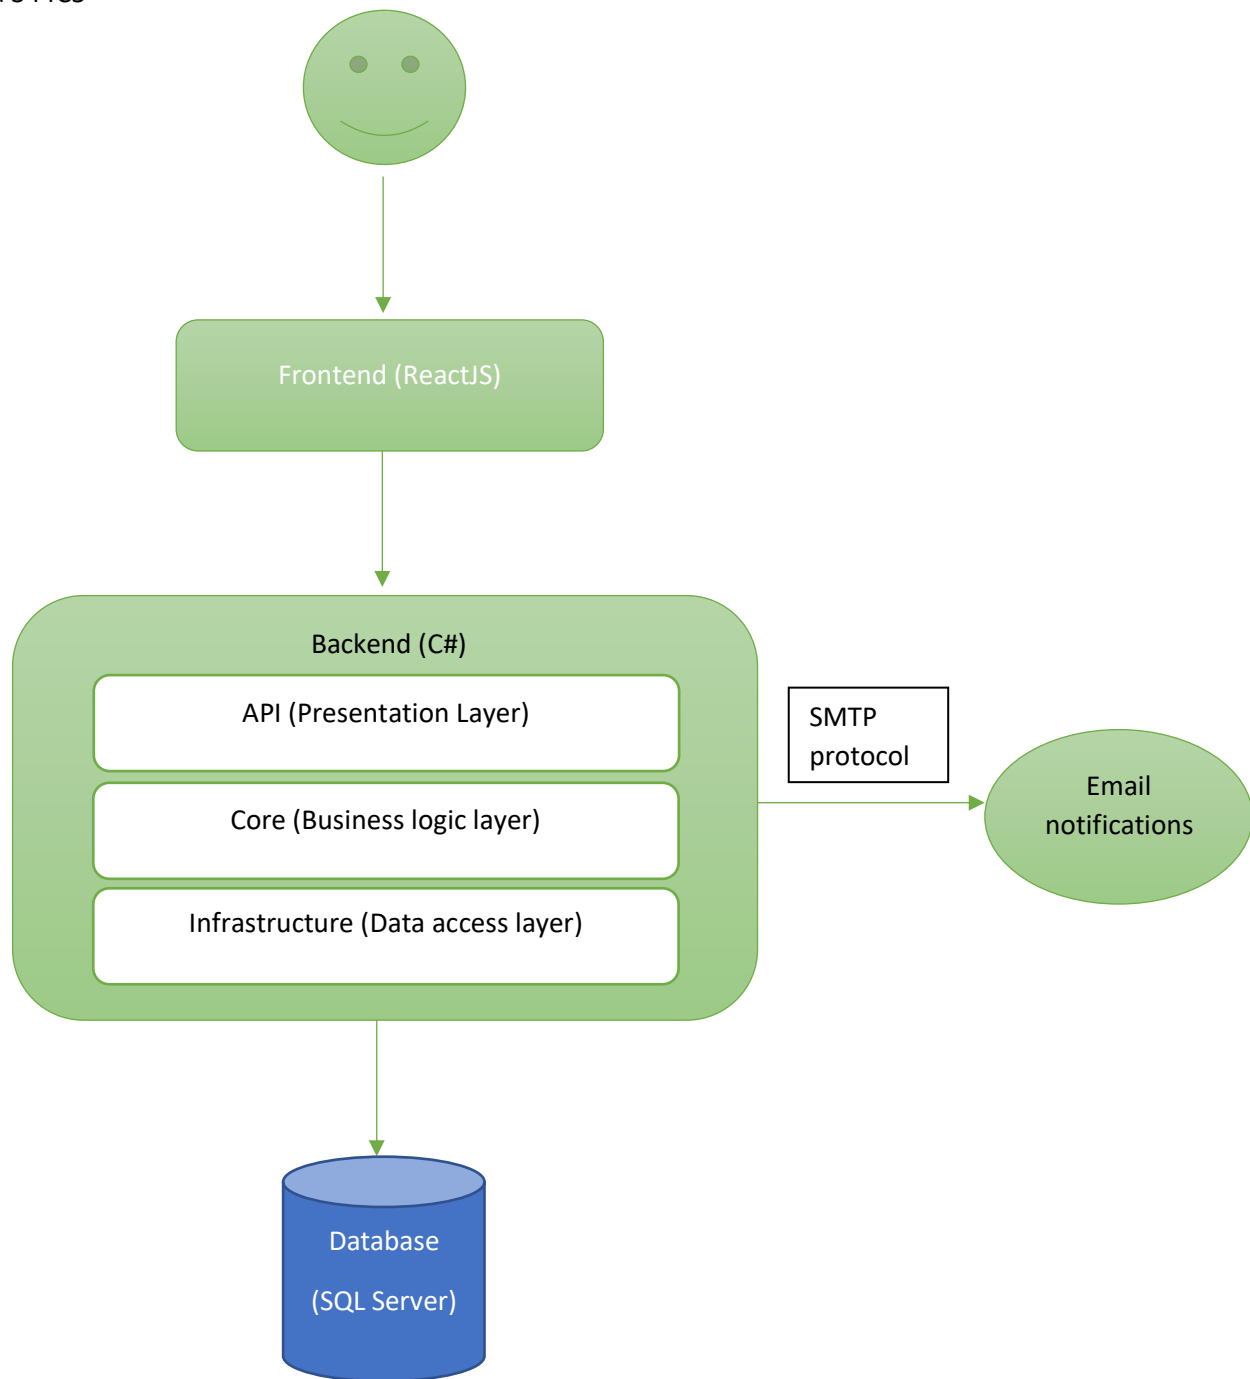 Frontend (ReactJS)
Backend (C#)
API (Presentation Layer)
SMTP
protocol
Core (Business logic layer)
Email
notifications
Infrastructure (Data access layer)
Database
(SQL Server)